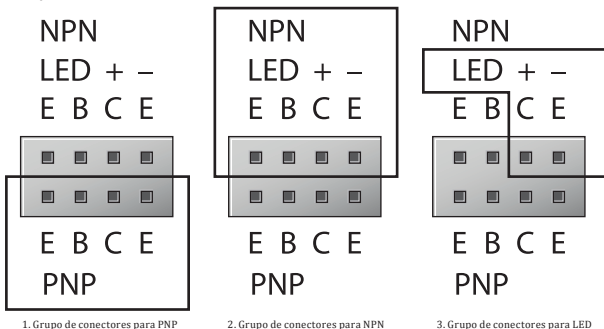 NPN
LED + –
E B C E
E B C E
PNP
1. Grupo de conectores para PNP
NPN
LED + –
E B C E
E B C E
PNP
2. Grupo de conectores para NPN
NPN
LED + –
E B C E
E B C E
PNP
3. Grupo de conectores para LED